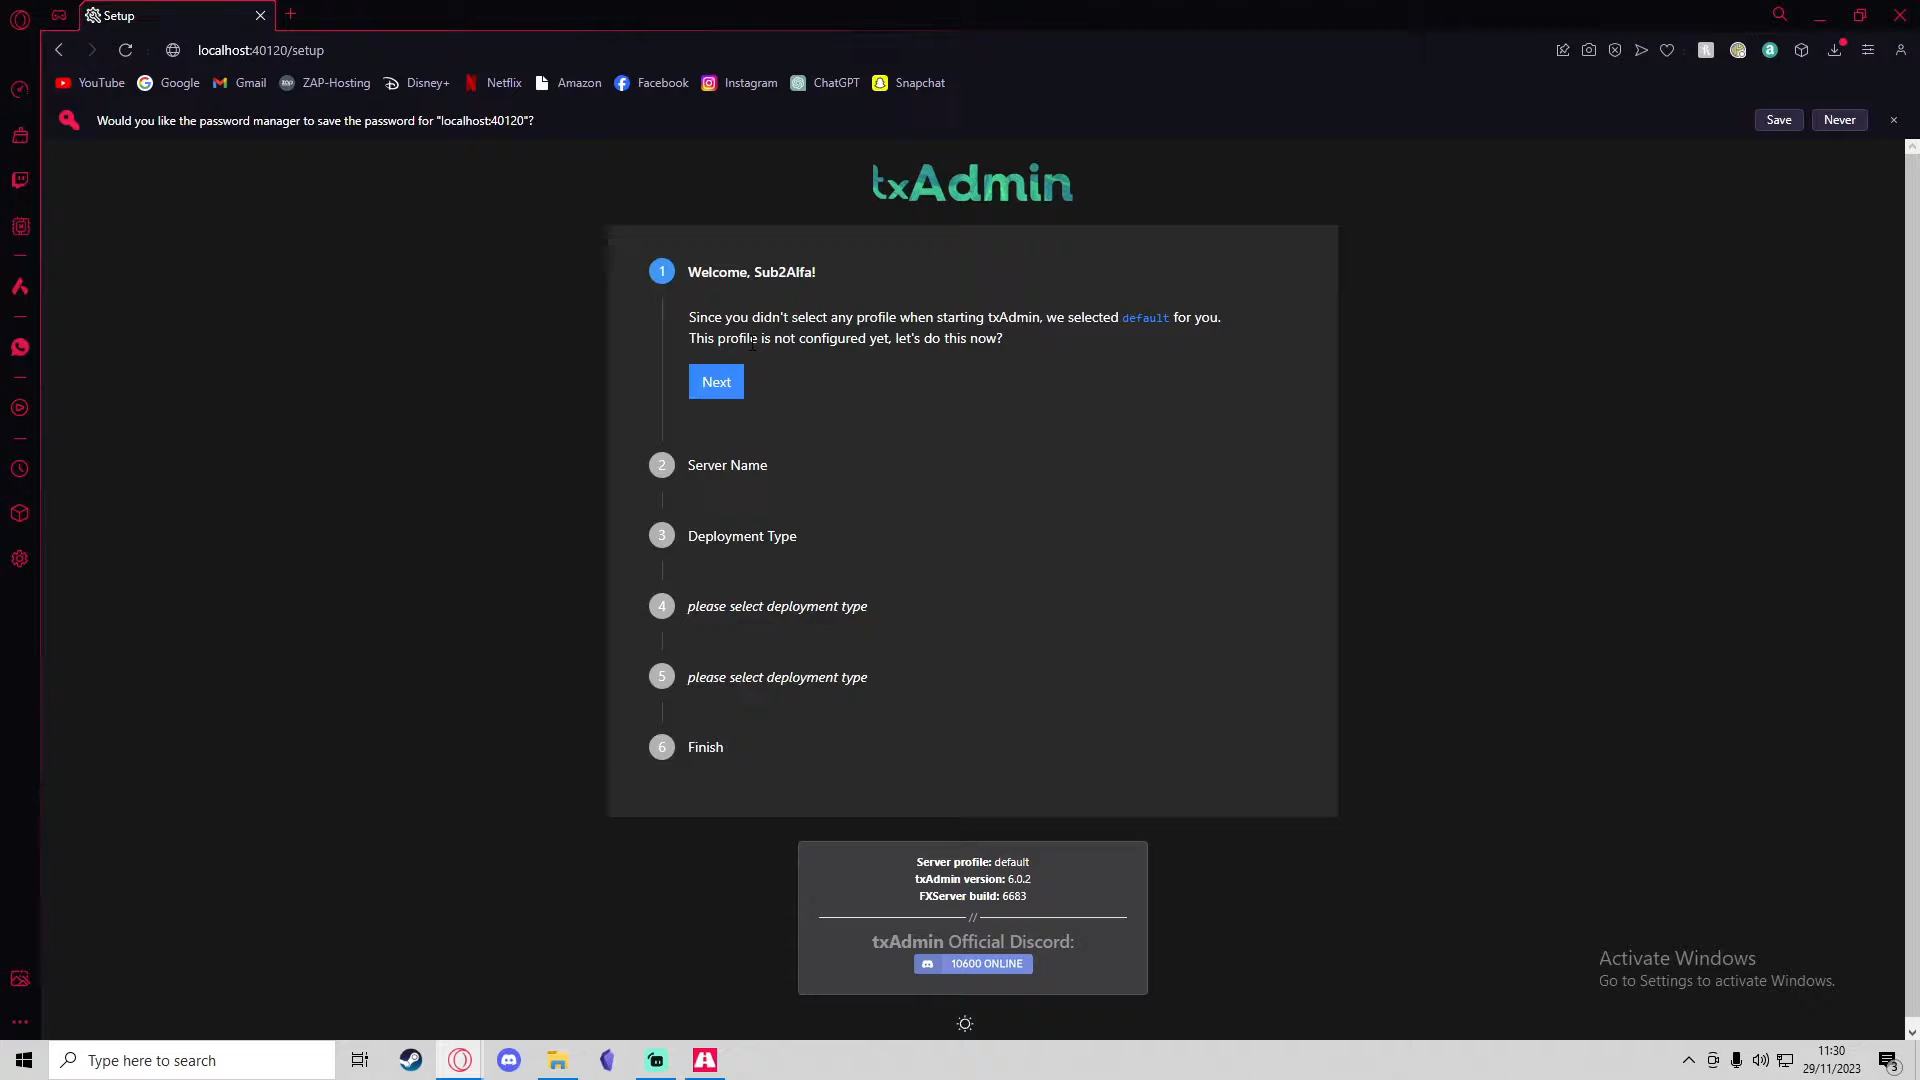 Setup
localhost:40120/setup
YouTube Google Gmail ZAP-Hosting Disney+ Netflix Amazon Facebook Instagram ChatGPT Snapchat
Would you like the password manager to save the password for "localhost:40120"?
Save Never
txAdmin
1 Welcome, Sub2Alfa!
Since you didn't select any profile when starting txAdmin, we selected default for you.
This profile is not configured yet, let's do this now?
Next
2 Server Name
3 Deployment Type
4 please select deployment type
5 please select deployment type
6 Finish
Server profile: default
txAdmin version: 6.0.2
FXServer build: 6683
//
txAdmin Official Discord:
10600 ONLINE
Activate Windows
Go to Settings to activate Windows.
Type here to search
11:30
29/11/2023
3